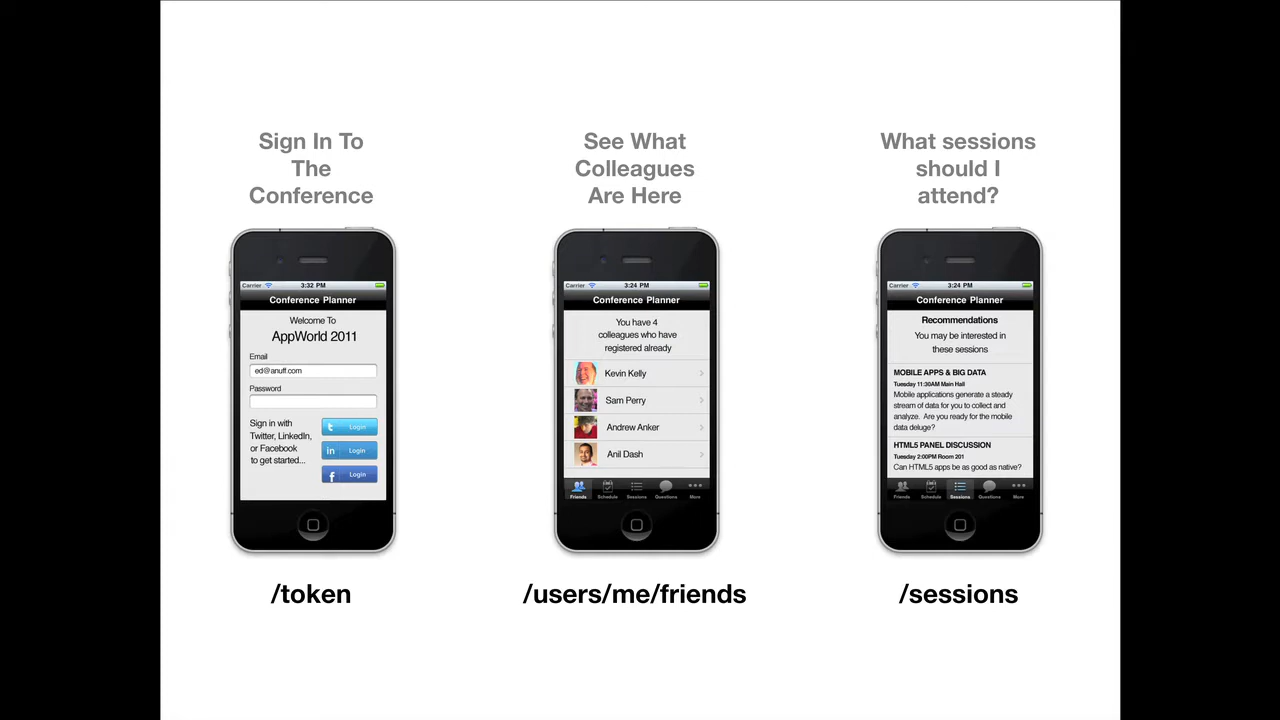 Sign In To
The
Conference
See What
Colleagues
Are Here
What sessions
should I
attend?
Carrier
3:32 PM
Conference Planner
Welcome To
AppWorld 2011
Email
ed@anuff.com
Password
Sign in with
Twitter, LinkedIn,
or Facebook
to get started...
t Login
in Login
f Login
Carrier
3:24 PM
Conference Planner
You have 4
colleagues who have
registered already
Kevin Kelly
Sam Perry
Andrew Anker
Anil Dash
Friends Schedule Sessions Questions More
Carrier
3:24 PM
Conference Planner
Recommendations
You may be interested in
these sessions
MOBILE APPS & BIG DATA
Tuesday 11:30AM Main Hall
Mobile applications generate a steady
stream of data for you to collect and
analyze. Are you ready for the mobile
data deluge?
HTML5 PANEL DISCUSSION
Tuesday 2:00PM Room 201
Can HTML5 apps be as good as native?
Friends Schedule Sessions Questions More
/token
/users/me/friends
/sessions